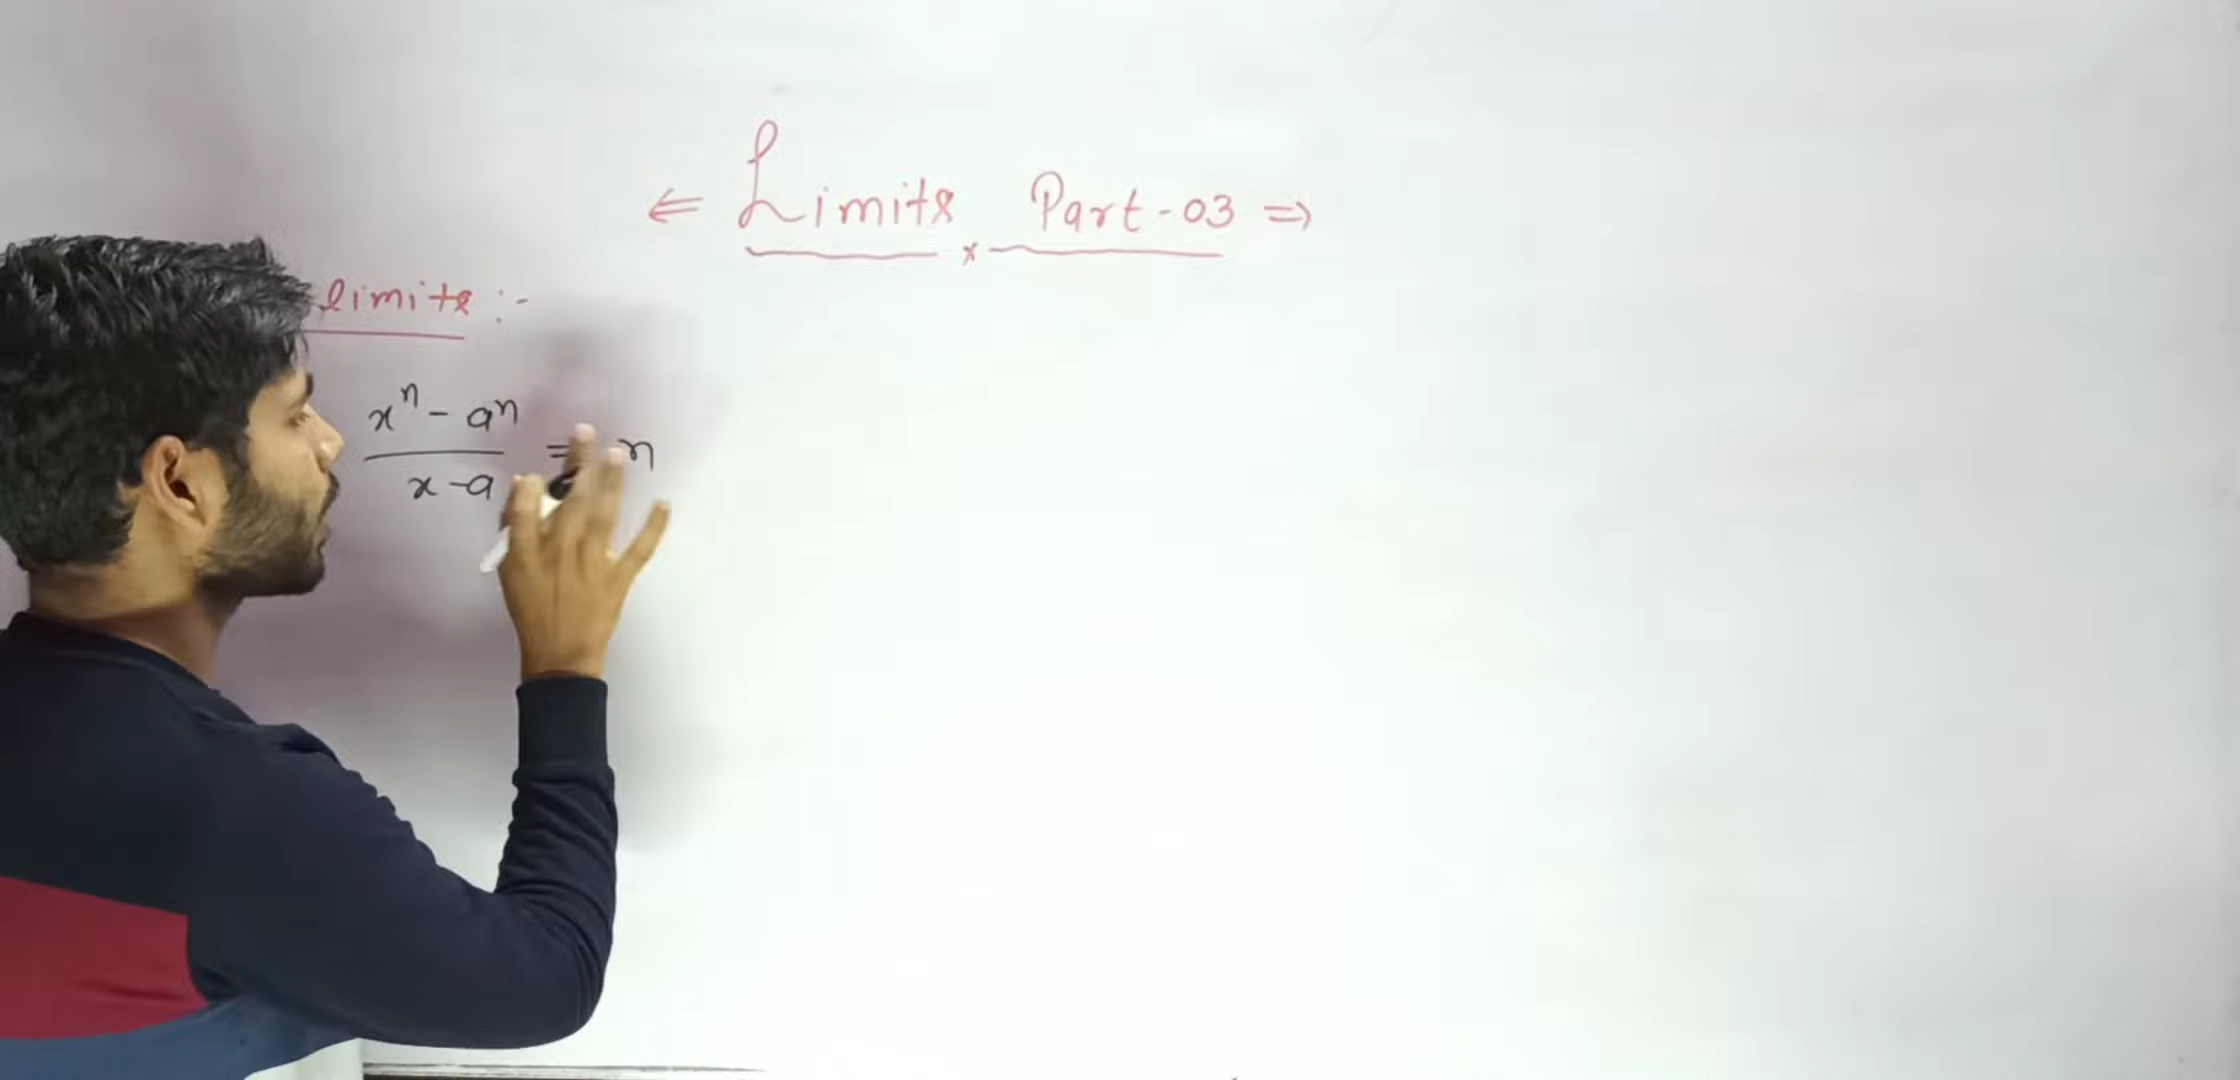 ⇐ Limits Part-03 ⇒
limits :-
x^n - a^n
= n
x-a